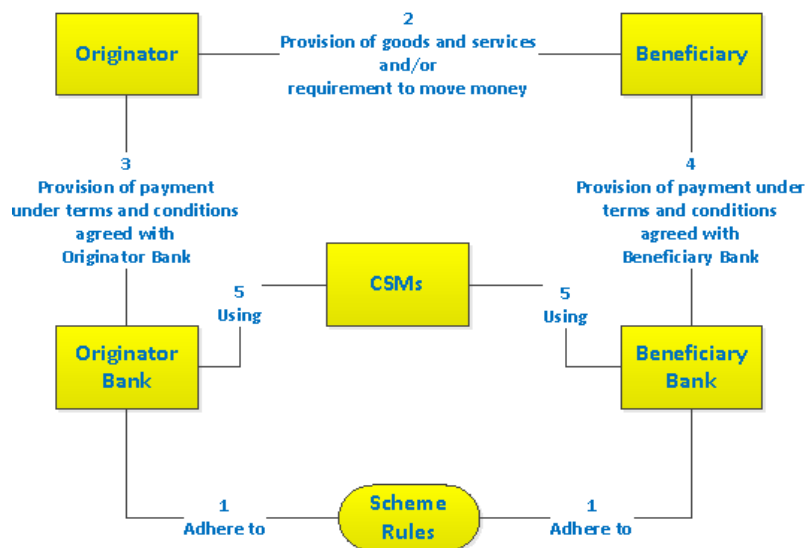 Originator
2
Provision of goods and services
and/or
requirement to move money
Beneficiary
3
Provision of payment
under terms and conditions
agreed with
Originator Bank
4
Provision of payment under
terms and conditions
agreed with
Beneficiary Bank
CSMs
5
Using
5
Using
Originator
Bank
Beneficiary
Bank
1
Adhere to
Scheme
Rules
1
Adhere to